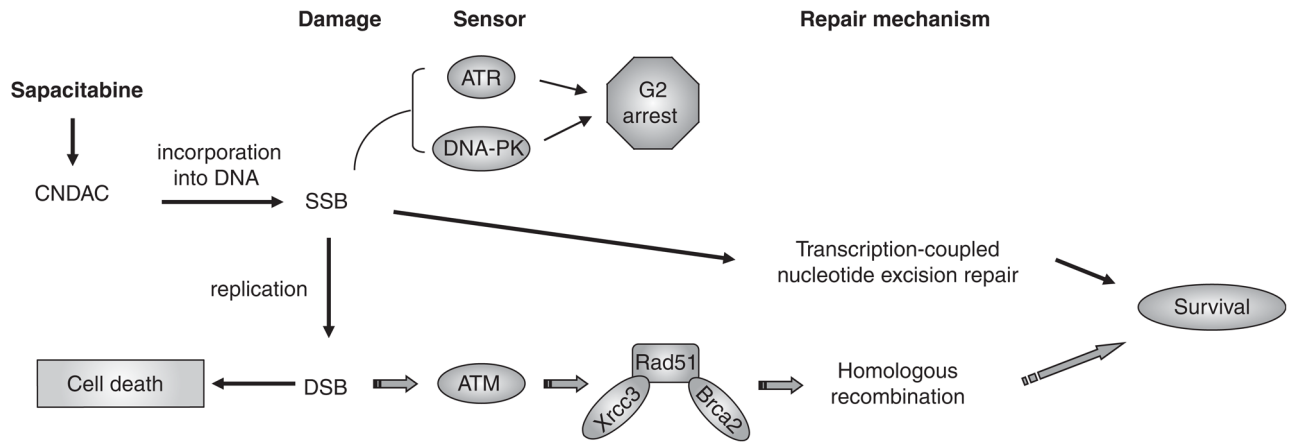 Damage
Sensor
Repair mechanism
Sapacitabine
CNDAC
incorporation
into DNA
SSB
ATR
DNA-PK
G2
arrest
Transcription-coupled
nucleotide excision repair
Survival
replication
Cell death
DSB
ATM
Rad51
Xrcc3
Brca2
Homologous
recombination